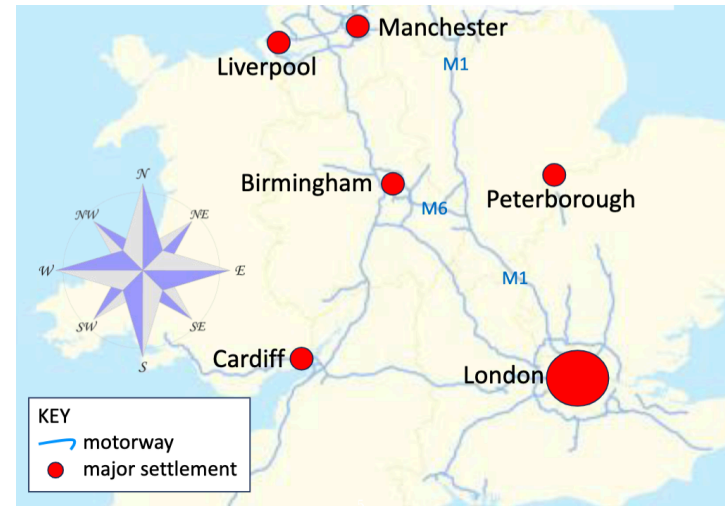 Manchester
Liverpool
M1
N
NW
NE
Birmingham
Peterborough
M6
W
E
M1
SW
SE
S
Cardiff
London
KEY
motorway
major settlement